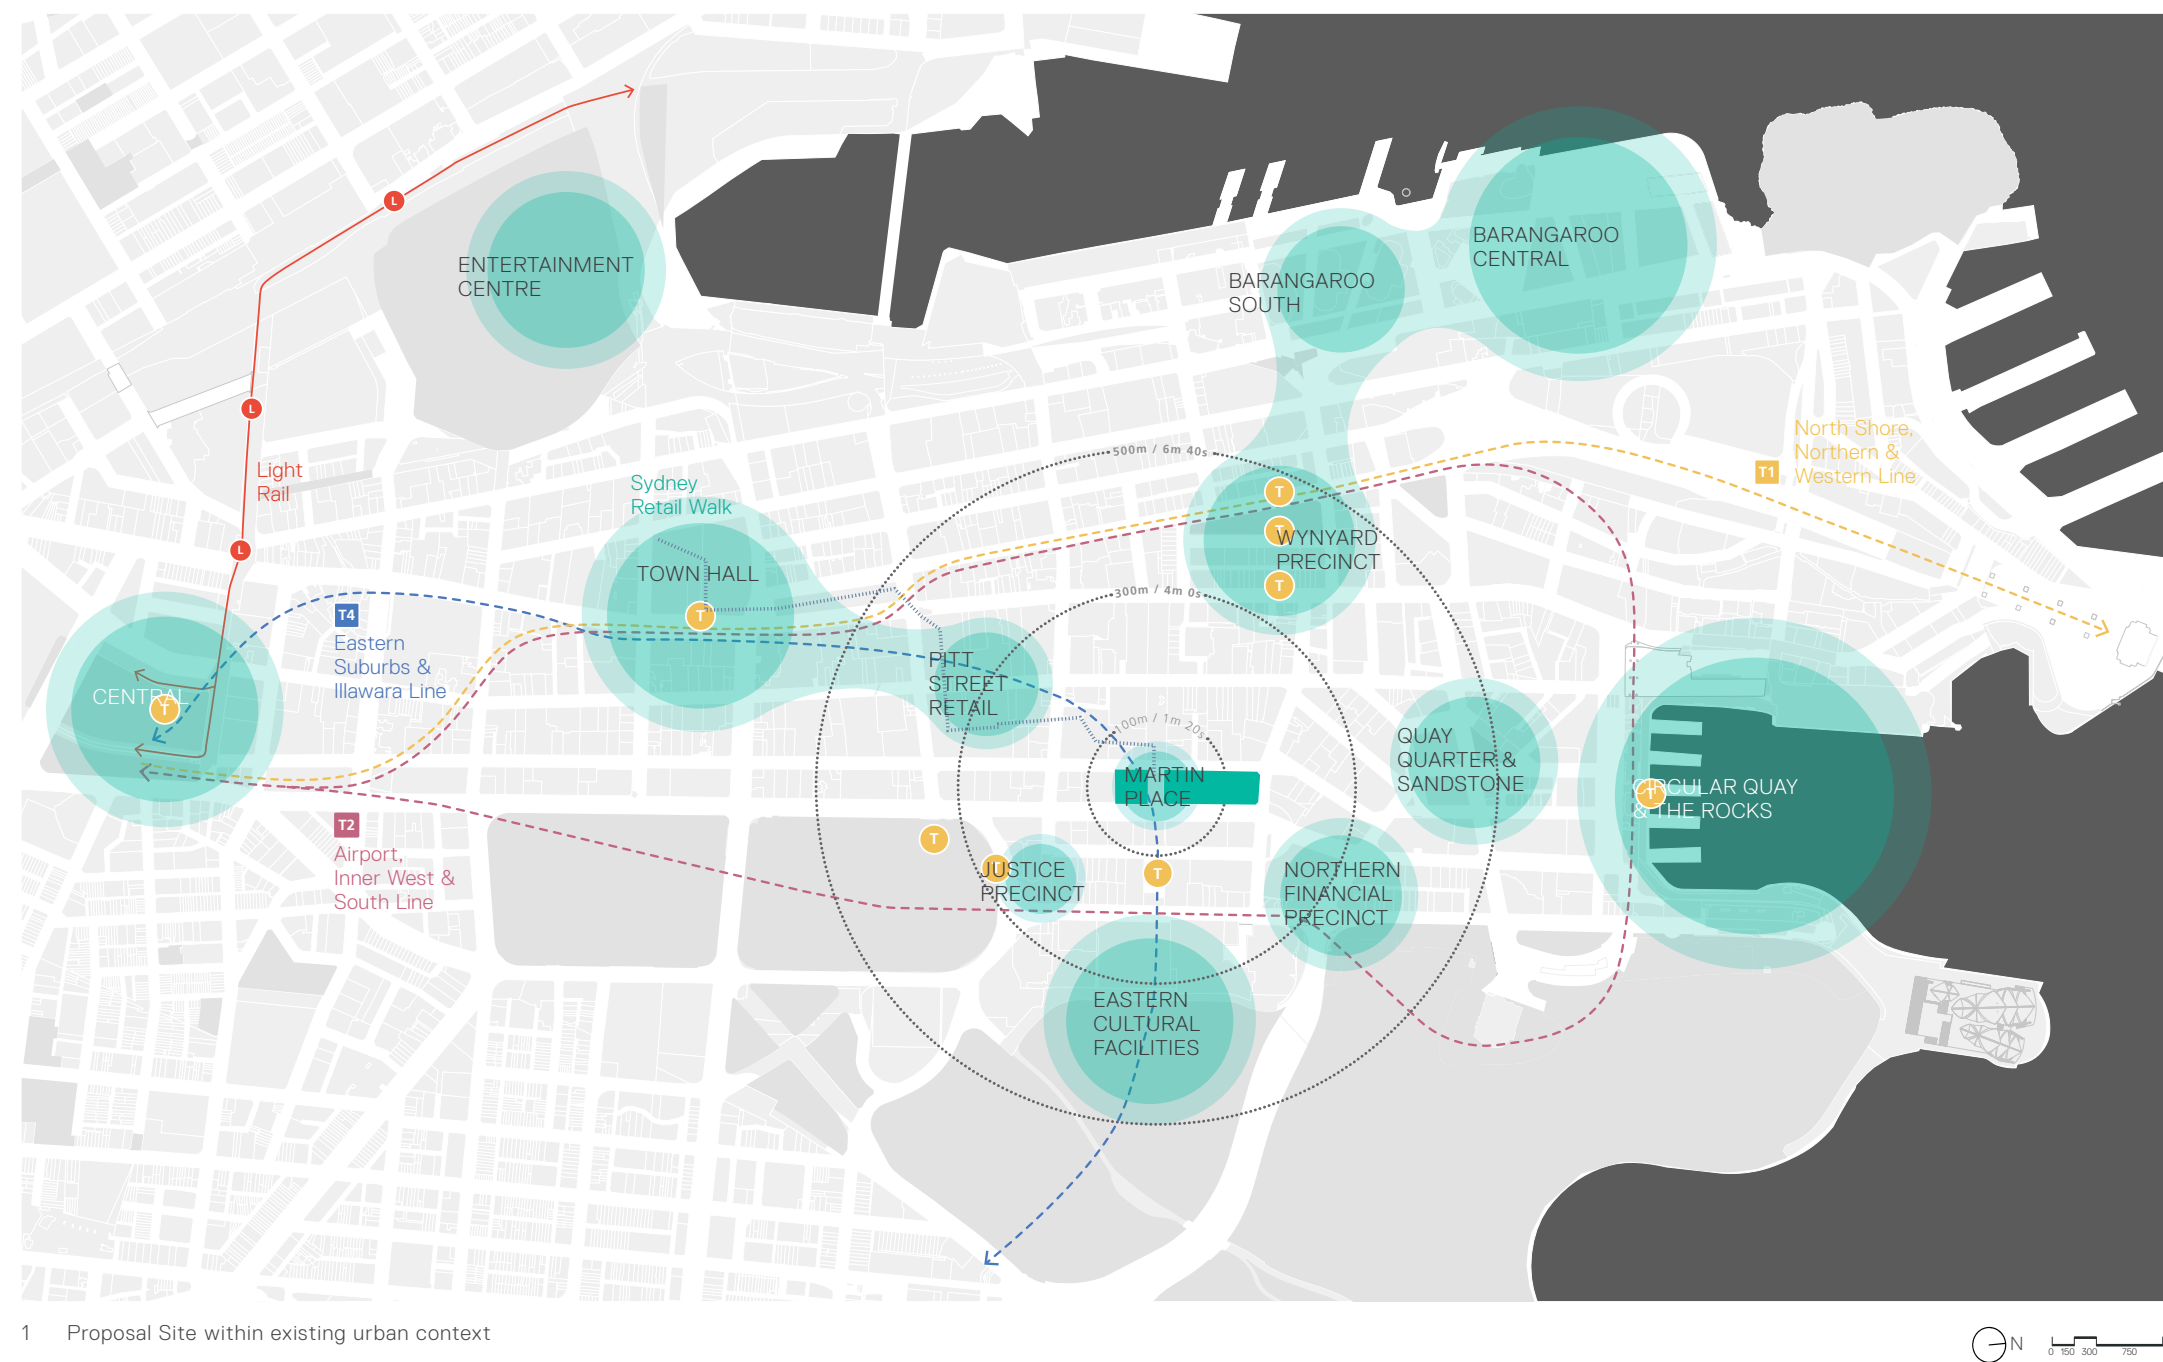 ENTERTAINMENT
CENTRE
BARANGAROO
CENTRAL
BARANGAROO
SOUTH
L
L
L
Light
Rail
Sydney
Retail Walk
500m / 6m 40s
North Shore,
Northern &
Western Line
T1
T
T
T
WYNYARD
PRECINCT
TOWN HALL
T
300m / 4m 0s
T4
Eastern
Suburbs &
Illawara Line
CENTRAL
T
PITT
STREET
RETAIL
100m / 1m 20s
MARTIN
PLACE
QUAY
QUARTER &
SANDSTONE
CIRCULAR QUAY
& THE ROCKS
T
T2
Airport,
Inner West &
South Line
T
T
JUSTICE
PRECINCT
T
NORTHERN
FINANCIAL
PRECINCT
EASTERN
CULTURAL
FACILITIES
1 Proposal Site within existing urban context
N
0 150 300 750